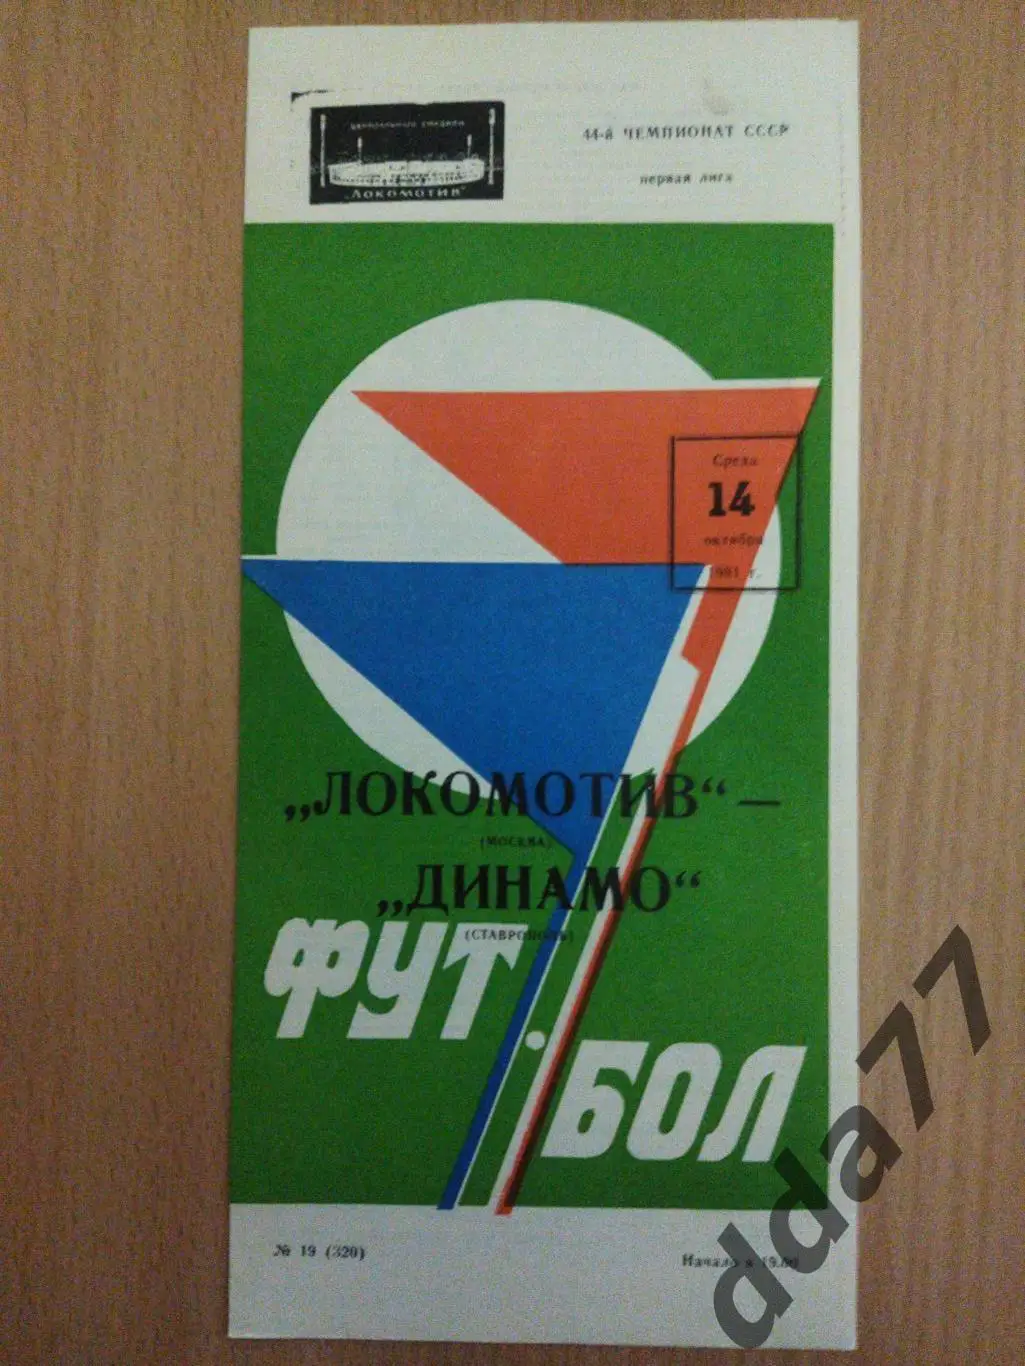 ЦЕНТРАЛЬНЫЙ СТАДИОН
„ЛОКОМОТИВ"
44-й ЧЕМПИОНАТ СССР
первая лига
Среда
14
октября
1981 г.
„ЛОКОМОТИВ“ —
(МОСКВА)
„ДИНАМО“
(СТАВРОПОЛЬ)
ФУТ
БОЛ
№ 19 (320)
Начало в 19.00
dda77